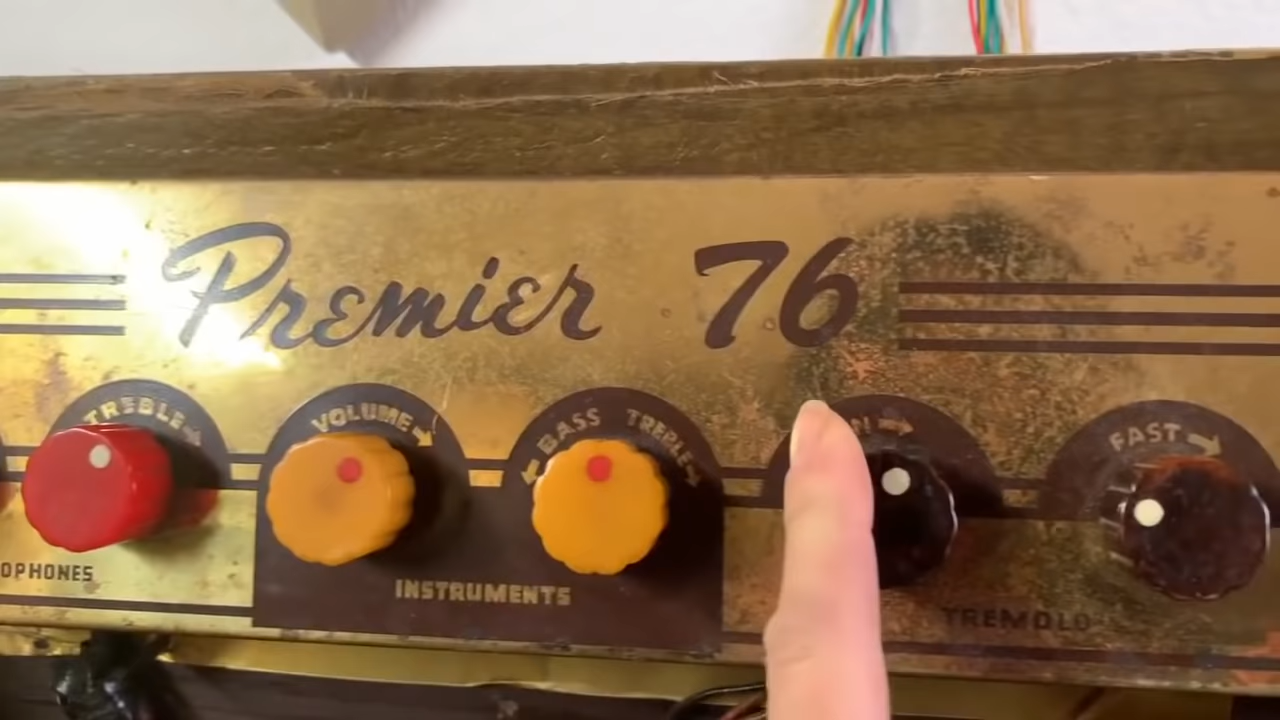 Premier 76
TREBLE
VOLUME
BASS TREBLE
FAST
OPHONES
INSTRUMENTS
TREMOLO